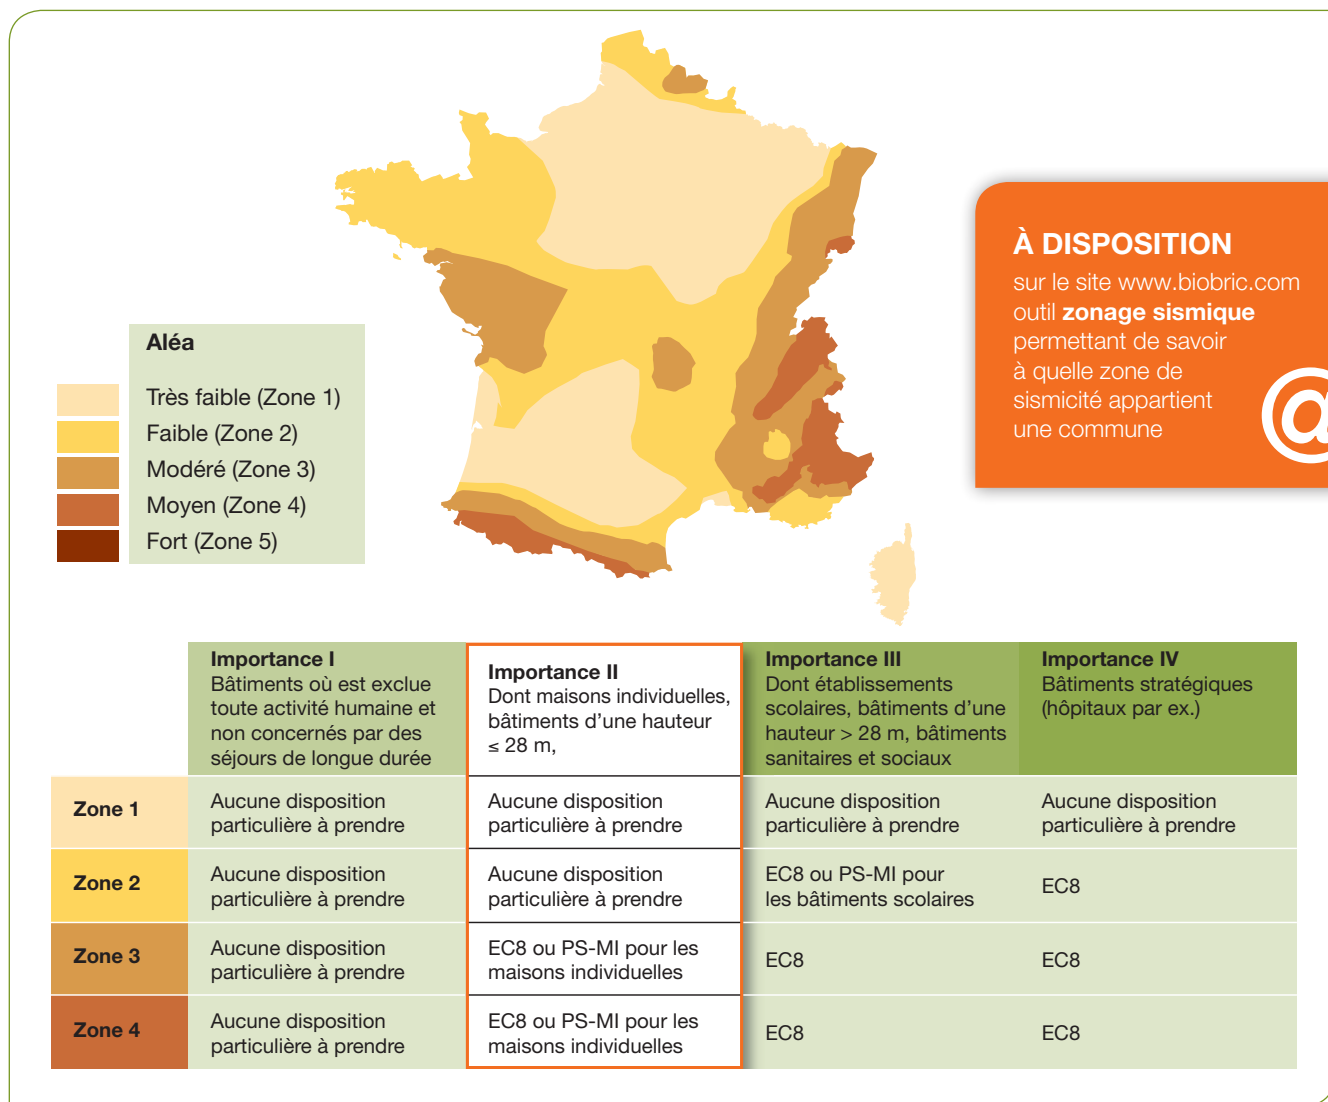 À DISPOSITION
sur le site www.biobric.com
outil zonage sismique
permettant de savoir
à quelle zone de
sismicité appartient
une commune
@
Aléa
Très faible (Zone 1)
Faible (Zone 2)
Modéré (Zone 3)
Moyen (Zone 4)
Fort (Zone 5)
Importance I
Bâtiments où est exclue
toute activité humaine et
non concernés par des
séjours de longue durée
Importance II
Dont maisons individuelles,
bâtiments d’une hauteur
≤ 28 m,
Importance III
Dont établissements
scolaires, bâtiments d’une
hauteur > 28 m, bâtiments
sanitaires et sociaux
Importance IV
Bâtiments stratégiques
(hôpitaux par ex.)
Zone 1
Aucune disposition
particulière à prendre
Aucune disposition
particulière à prendre
Aucune disposition
particulière à prendre
Aucune disposition
particulière à prendre
Zone 2
Aucune disposition
particulière à prendre
Aucune disposition
particulière à prendre
EC8 ou PS-MI pour
les bâtiments scolaires
EC8
Zone 3
Aucune disposition
particulière à prendre
EC8 ou PS-MI pour les
maisons individuelles
EC8
EC8
Zone 4
Aucune disposition
particulière à prendre
EC8 ou PS-MI pour les
maisons individuelles
EC8
EC8